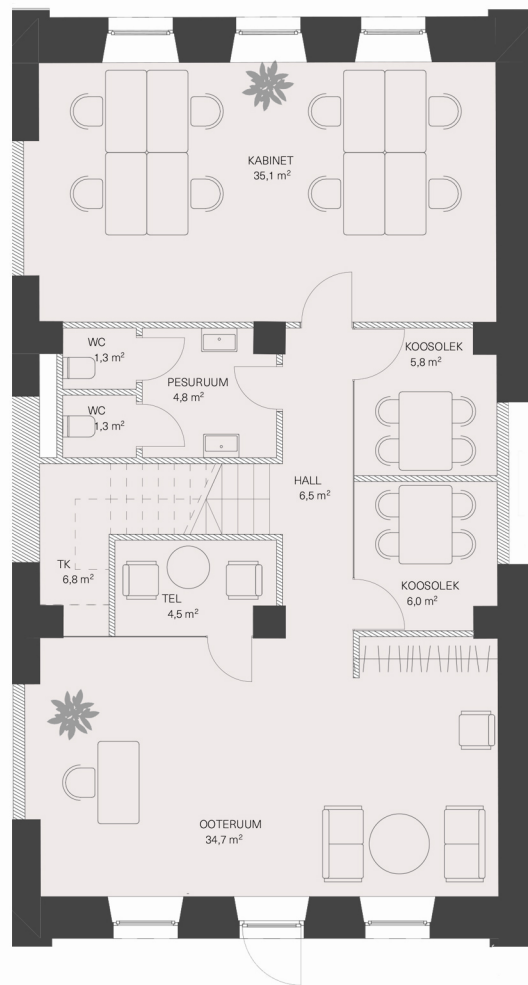 KABINET
35,1 m²
WC
1,3 m²
KOOSOLEK
5,8 m²
PESURUUM
4,8 m²
WC
1,3 m²
HALL
6,5 m²
TK
6,8 m²
TEL
4,5 m²
KOOSOLEK
6,0 m²
OOTERUUM
34,7 m²